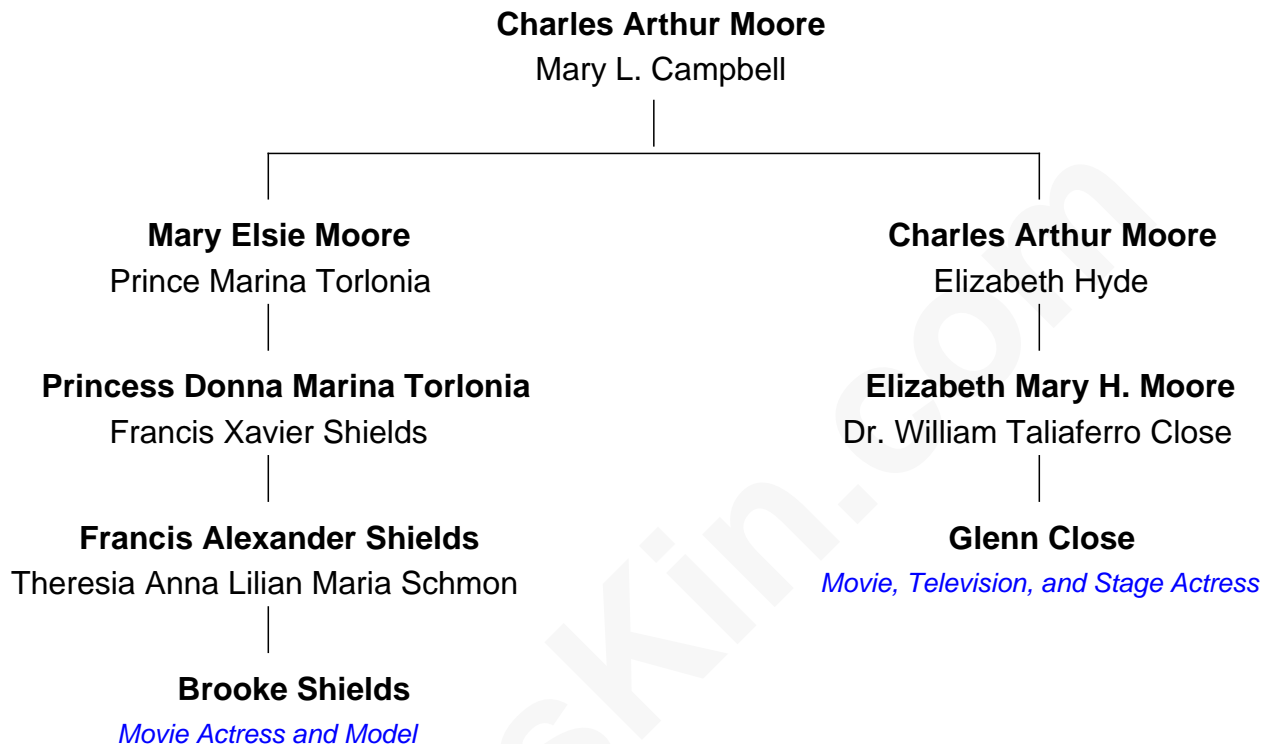 Charles Arthur Moore
Mary L. Campbell
Mary Elsie Moore
Prince Marina Torlonia
Charles Arthur Moore
Elizabeth Hyde
Princess Donna Marina Torlonia
Francis Xavier Shields
Elizabeth Mary H. Moore
Dr. William Taliaferro Close
Francis Alexander Shields
Theresia Anna Lilian Maria Schmon
Glenn Close
Movie, Television, and Stage Actress
Brooke Shields
Movie Actress and Model
sKin.com